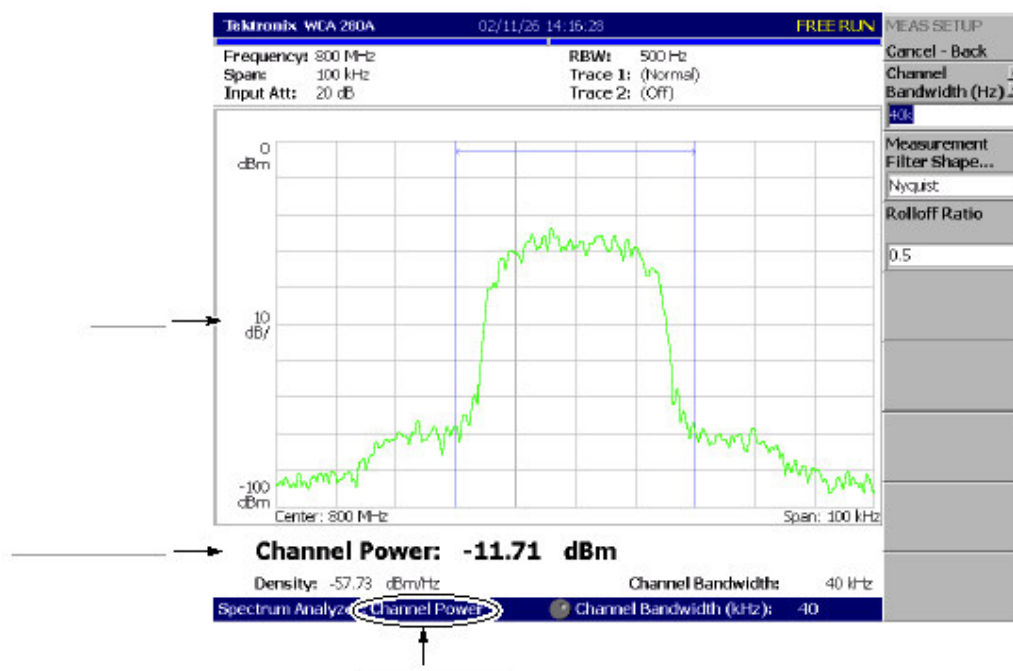 Tektronix WCA 280A 02/11/26 14:16:28 FREE RUN
Frequency: 800 MHz
Span: 100 kHz
Input Att: 20 dB
RBW: 500 Hz
Trace 1: (Normal)
Trace 2: (Off)
0
dBm
10
dB/
-100
dBm
Center: 800 MHz
Span: 100 kHz
Channel Power: -11.71 dBm
Density: -57.73 dBm/Hz
Channel Bandwidth: 40 kHz
Spectrum Analyzer: Channel Power
Channel Bandwidth (kHz): 40
MEAS SETUP
Cancel - Back
Channel
Bandwidth (Hz)
40k
Measurement
Filter Shape...
Nyquist
Rolloff Ratio
0.5